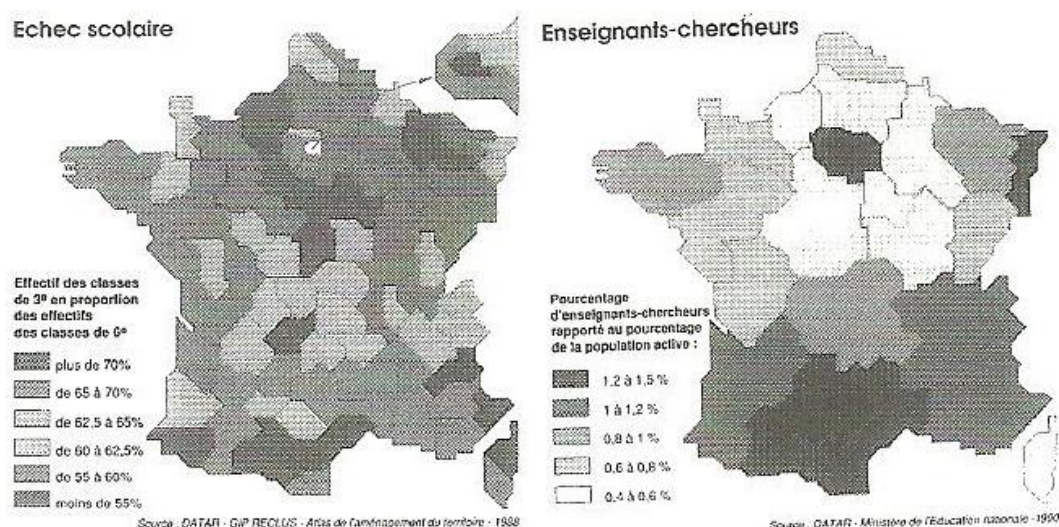 Echec scolaire
Effectif des classes
de 3e en proportion
des effectifs
des classes de 6e
plus de 70%
de 65 à 70%
de 62,5 à 65%
de 60 à 62,5%
de 55 à 60%
moins de 55%
Source : DATAR - GIP RECLUS - Atlas de l'aménagement du territoire - 1988
Enseignants-chercheurs
Pourcentage
d'enseignants-chercheurs
rapporté au pourcentage
de la population active :
1,2 à 1,5 %
1 à 1,2 %
0,8 à 1 %
0,6 à 0,8 %
0,4 à 0,6 %
Source : DATAR - Ministère de l'Education nationale - 1990